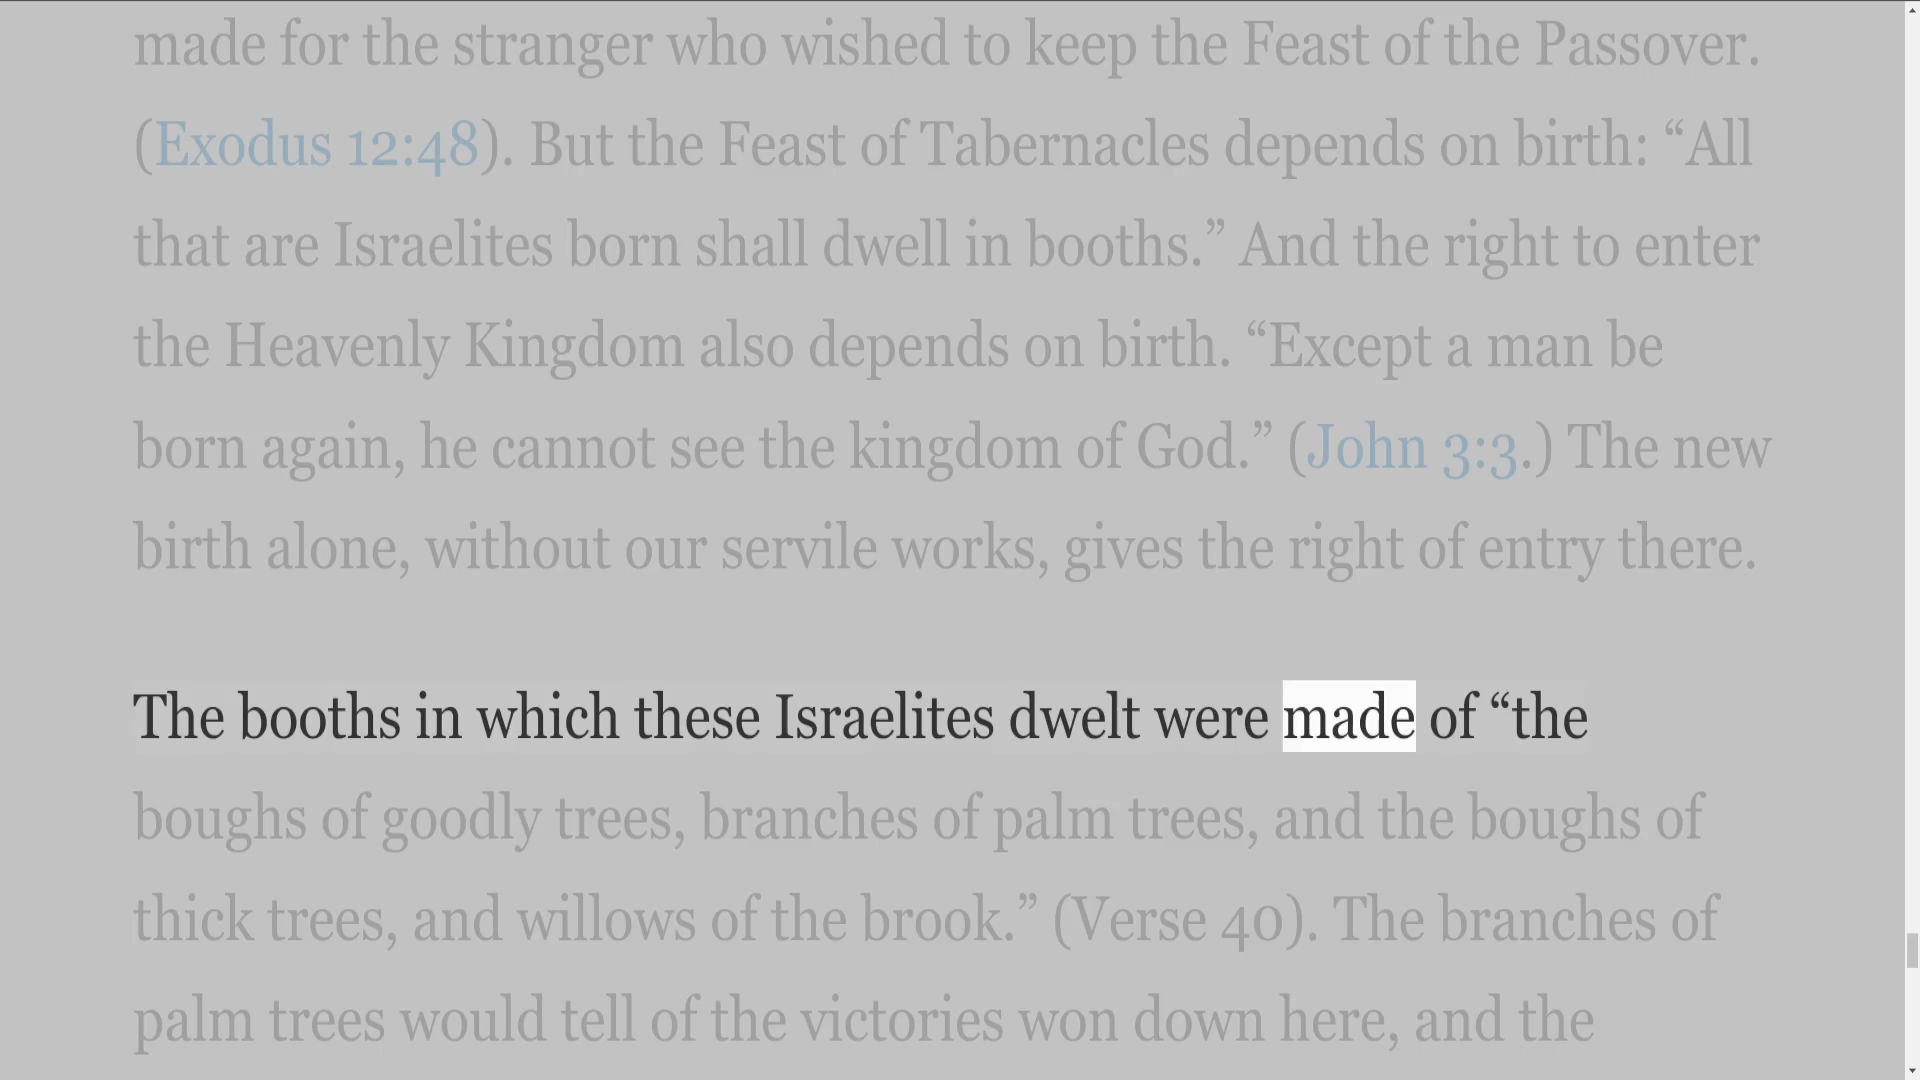 made for the stranger who wished to keep the Feast of the Passover.
(Exodus 12:48). But the Feast of Tabernacles depends on birth: “All
that are Israelites born shall dwell in booths.” And the right to enter
the Heavenly Kingdom also depends on birth. “Except a man be
born again, he cannot see the kingdom of God.” (John 3:3.) The new
birth alone, without our servile works, gives the right of entry there.
The booths in which these Israelites dwelt were made of “the
boughs of goodly trees, branches of palm trees, and the boughs of
thick trees, and willows of the brook.” (Verse 40). The branches of
palm trees would tell of the victories won down here, and the